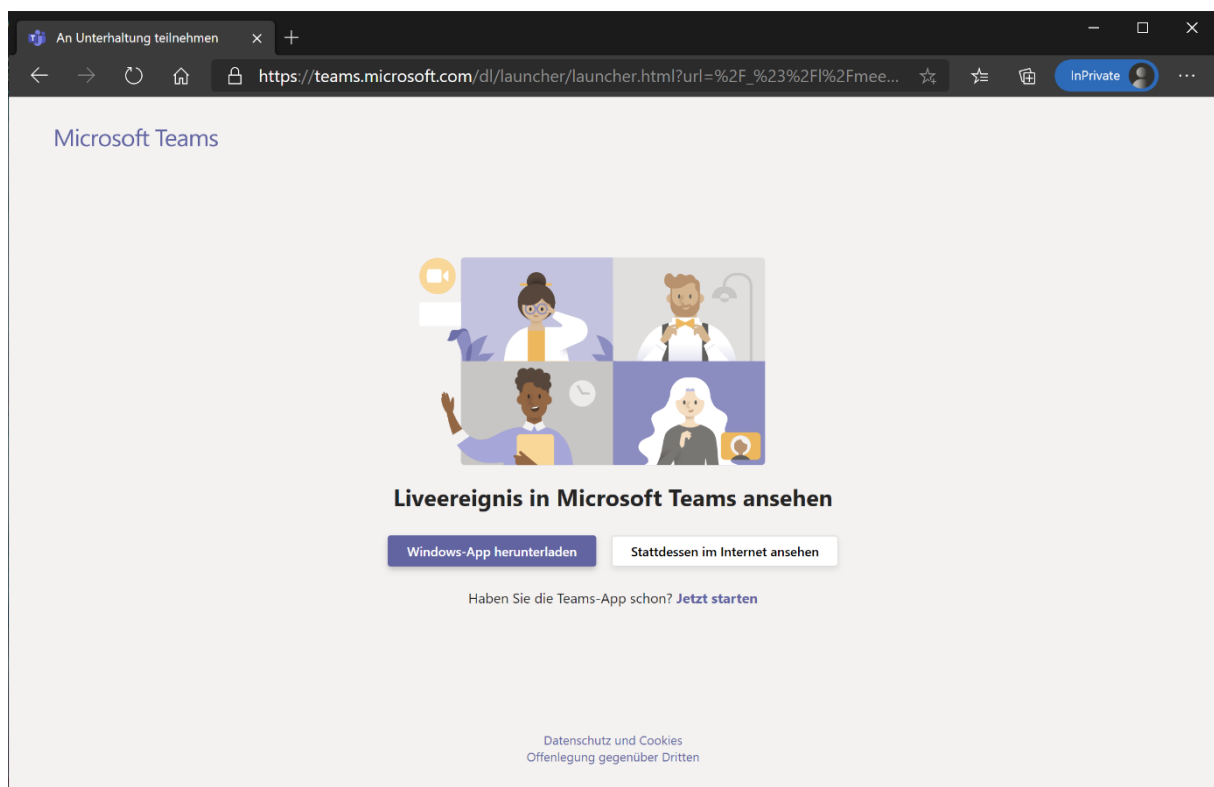 An Unterhaltung teilnehmen
https://teams.microsoft.com/dl/launcher/launcher.html?url=%2F_%23%2Fl%2Fmee...
InPrivate
Microsoft Teams
Liveereignis in Microsoft Teams ansehen
Windows-App herunterladen
Stattdessen im Internet ansehen
Haben Sie die Teams-App schon? Jetzt starten
Datenschutz und Cookies
Offenlegung gegenüber Dritten